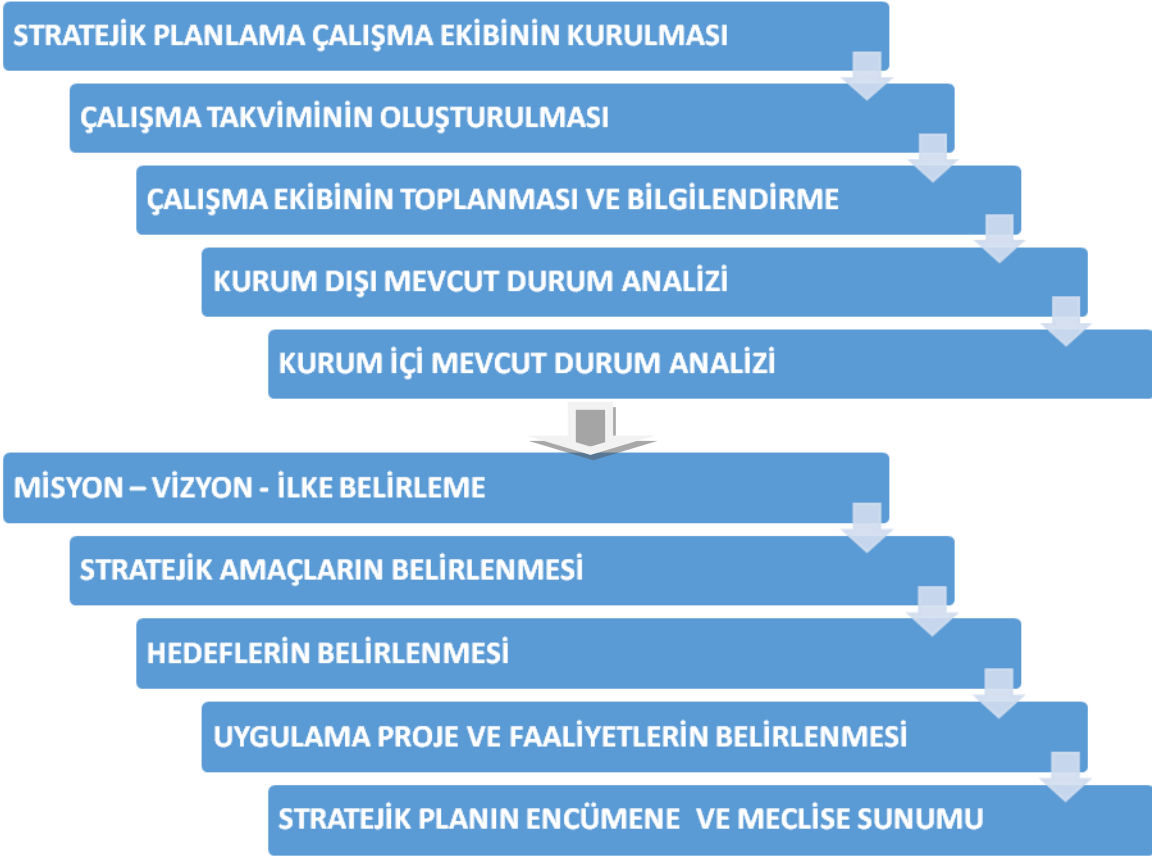 STRATEJİK PLANLAMA ÇALIŞMA EKİBİNİN KURULMASI
ÇALIŞMA TAKVİMİNİN OLUŞTURULMASI
ÇALIŞMA EKİBİNİN TOPLANMASI VE BİLGİLENDİRME
KURUM DIŞI MEVCUT DURUM ANALİZİ
KURUM İÇİ MEVCUT DURUM ANALİZİ
MİSYON – VİZYON - İLKE BELİRLEME
STRATEJİK AMAÇLARIN BELİRLENMESİ
HEDEFLERİN BELİRLENMESİ
UYGULAMA PROJE VE FAALİYETLERİN BELİRLENMESİ
STRATEJİK PLANIN ENCÜMENE VE MECLİSE SUNUMU